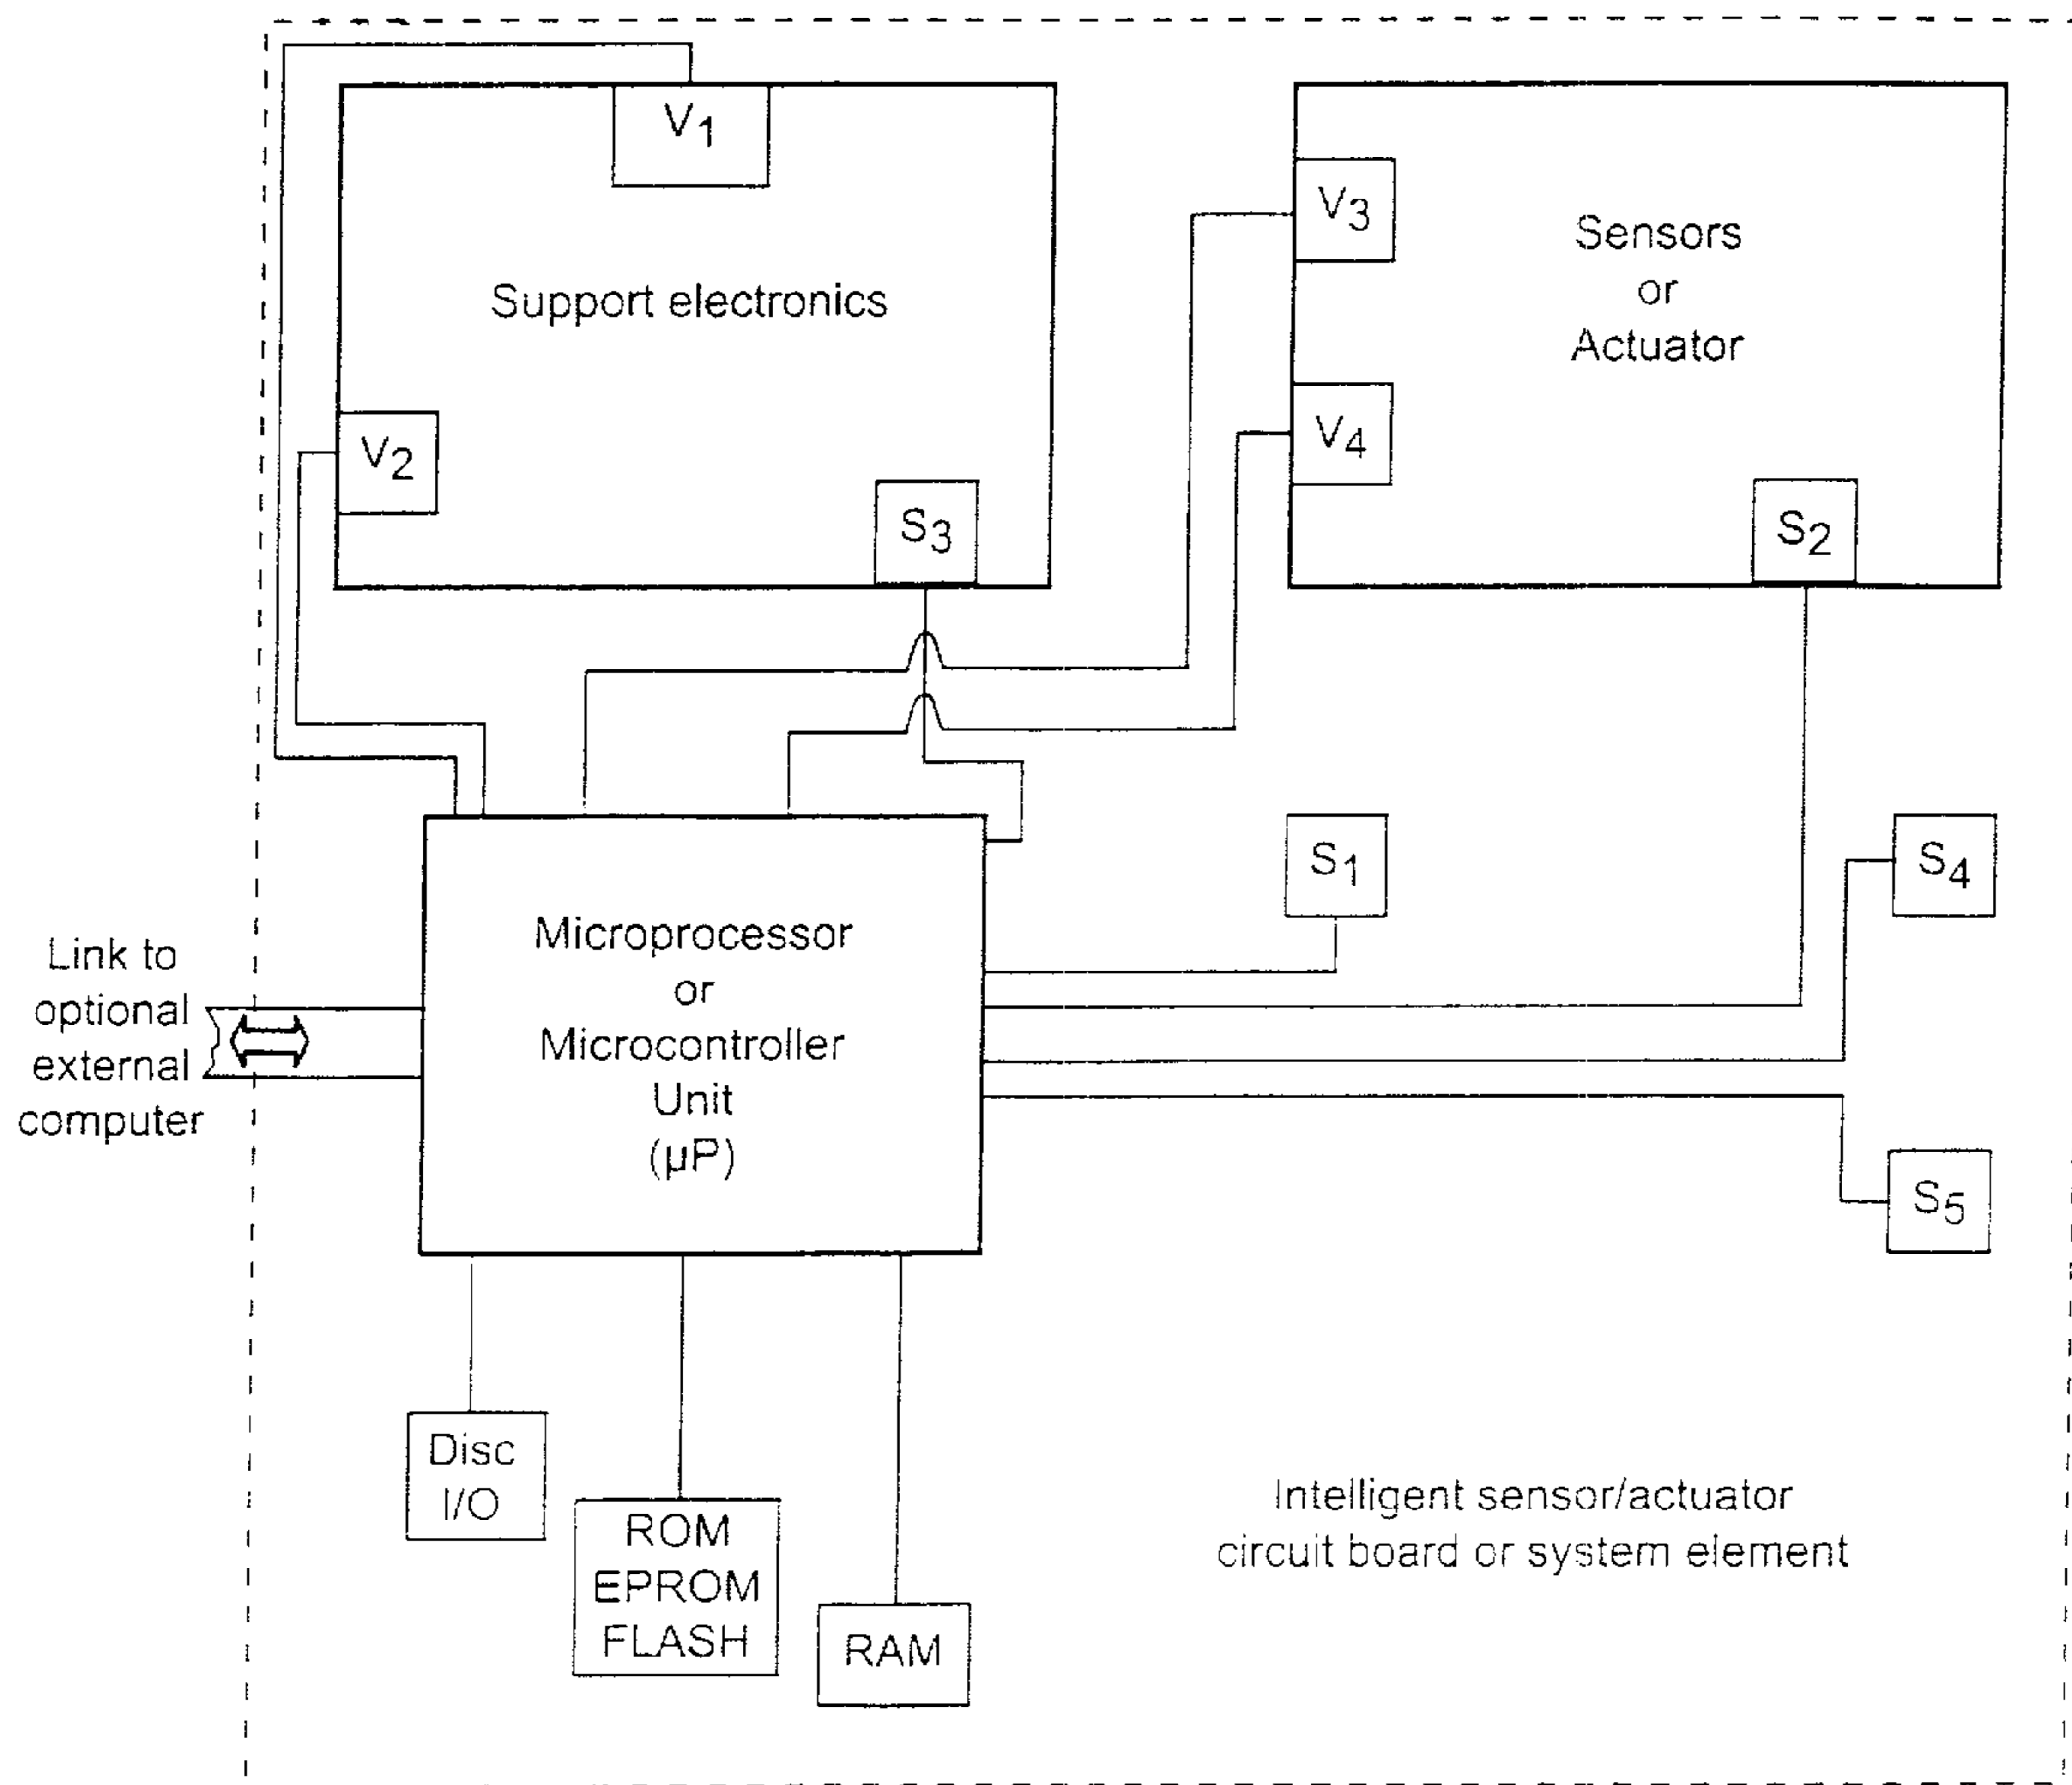 V1
Support electronics
V2
S3
V3
Sensors
or
Actuator
V4
S2
Microprocessor
or
Microcontroller
Unit
(µP)
S1
S4
S5
Link to
optional
external
computer
Disc
I/O
ROM
EPROM
FLASH
RAM
Intelligent sensor/actuator
circuit board or system element